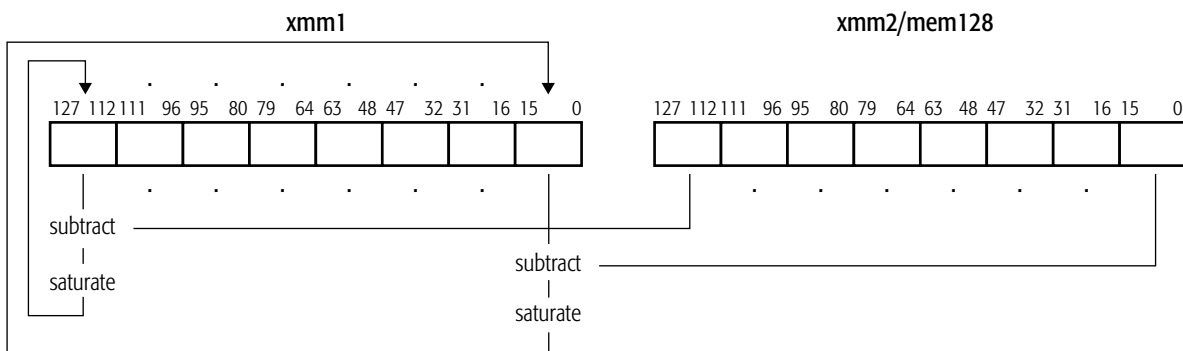 xmm1 xmm2/mem128
. . . . . .
127 112 111 96 95 80 79 64 63 48 47 32 31 16 15 0 127 112 111 96 95 80 79 64 63 48 47 32 31 16 15 0
. . . . . . . . . . . .
subtract
subtract
saturate
saturate